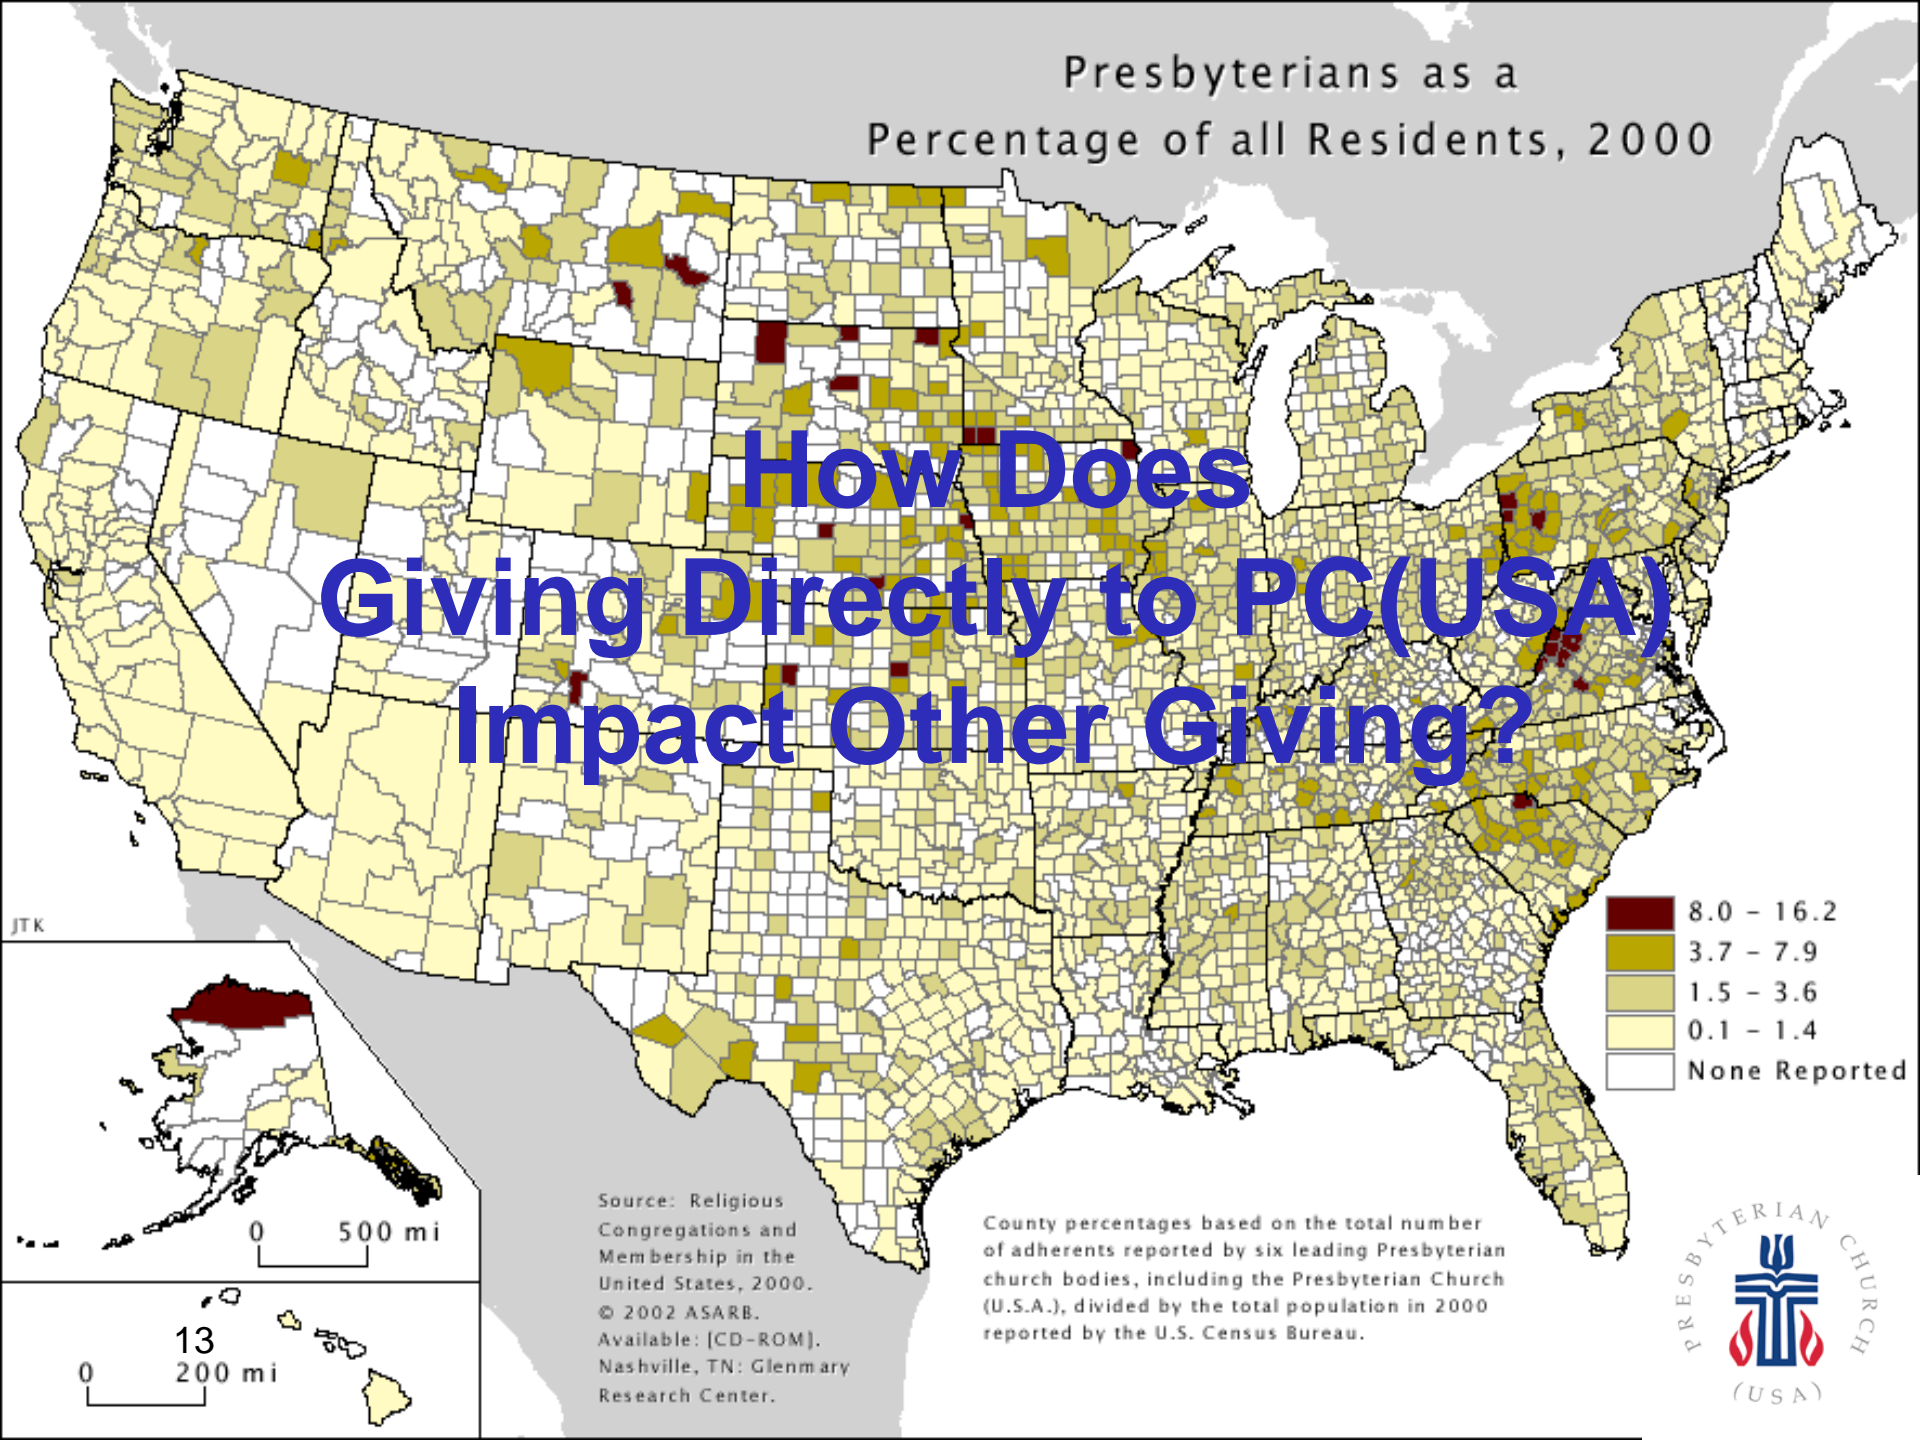 Presbyterians as a
Percentage of all Residents, 2000
How Does
Giving Directly to PC(USA)
Impact Other Giving?
8.0 – 16.2
3.7 – 7.9
1.5 – 3.6
0.1 – 1.4
None Reported
JTK
0 500 mi
13
0 200 mi
Source: Religious
Congregations and
Membership in the
United States, 2000.
© 2002 ASARB.
Available: [CD-ROM].
Nashville, TN: Glenmary
Research Center.
County percentages based on the total number
of adherents reported by six leading Presbyterian
church bodies, including the Presbyterian Church
(U.S.A.), divided by the total population in 2000
reported by the U.S. Census Bureau.
PRESBYTERIAN CHURCH
(USA)